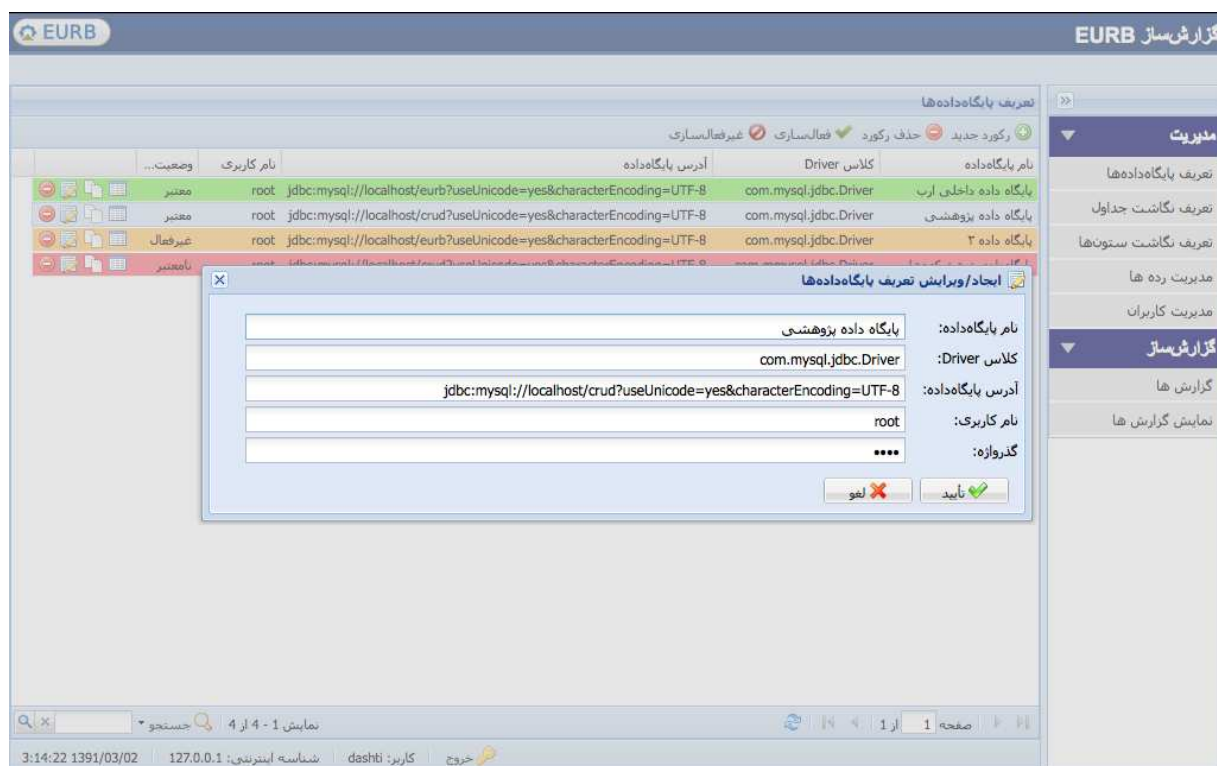 گزارش‌ساز EURB
EURB
تعریف پایگاه‌داده‌ها
رکورد جدید حذف رکورد فعال‌سازی غیرفعال‌سازی
نام پایگاه‌داده کلاس Driver آدرس پایگاه‌داده نام کاربری وضعیت...
پایگاه داده داخلی ارب com.mysql.jdbc.Driver jdbc:mysql://localhost/eurb?useUnicode=yes&characterEncoding=UTF-8 root معتبر
پایگاه داده پژوهشی com.mysql.jdbc.Driver jdbc:mysql://localhost/crud?useUnicode=yes&characterEncoding=UTF-8 root معتبر
پایگاه داده ۳ com.mysql.jdbc.Driver jdbc:mysql://localhost/eurb?useUnicode=yes&characterEncoding=UTF-8 root غیرفعال
نامعتبر
مدیریت
تعریف پایگاه‌داده‌ها
تعریف نگاشت جداول
تعریف نگاشت ستون‌ها
مدیریت رده ها
مدیریت کاربران
گزارش‌ساز
گزارش ها
نمایش گزارش ها
ایجاد/ویرایش تعریف پایگاه‌داده‌ها
نام پایگاه‌داده: پایگاه داده پژوهشی
کلاس Driver: com.mysql.jdbc.Driver
آدرس پایگاه‌داده: jdbc:mysql://localhost/crud?useUnicode=yes&characterEncoding=UTF-8
نام کاربری: root
گذرواژه: ••••
تأیید لغو
صفحه 1 از 1
نمایش 1 - 4 از 4 جستجو
خروج کاربر: dashti شناسه اینترنتی: 127.0.0.1 1391/03/02 3:14:22